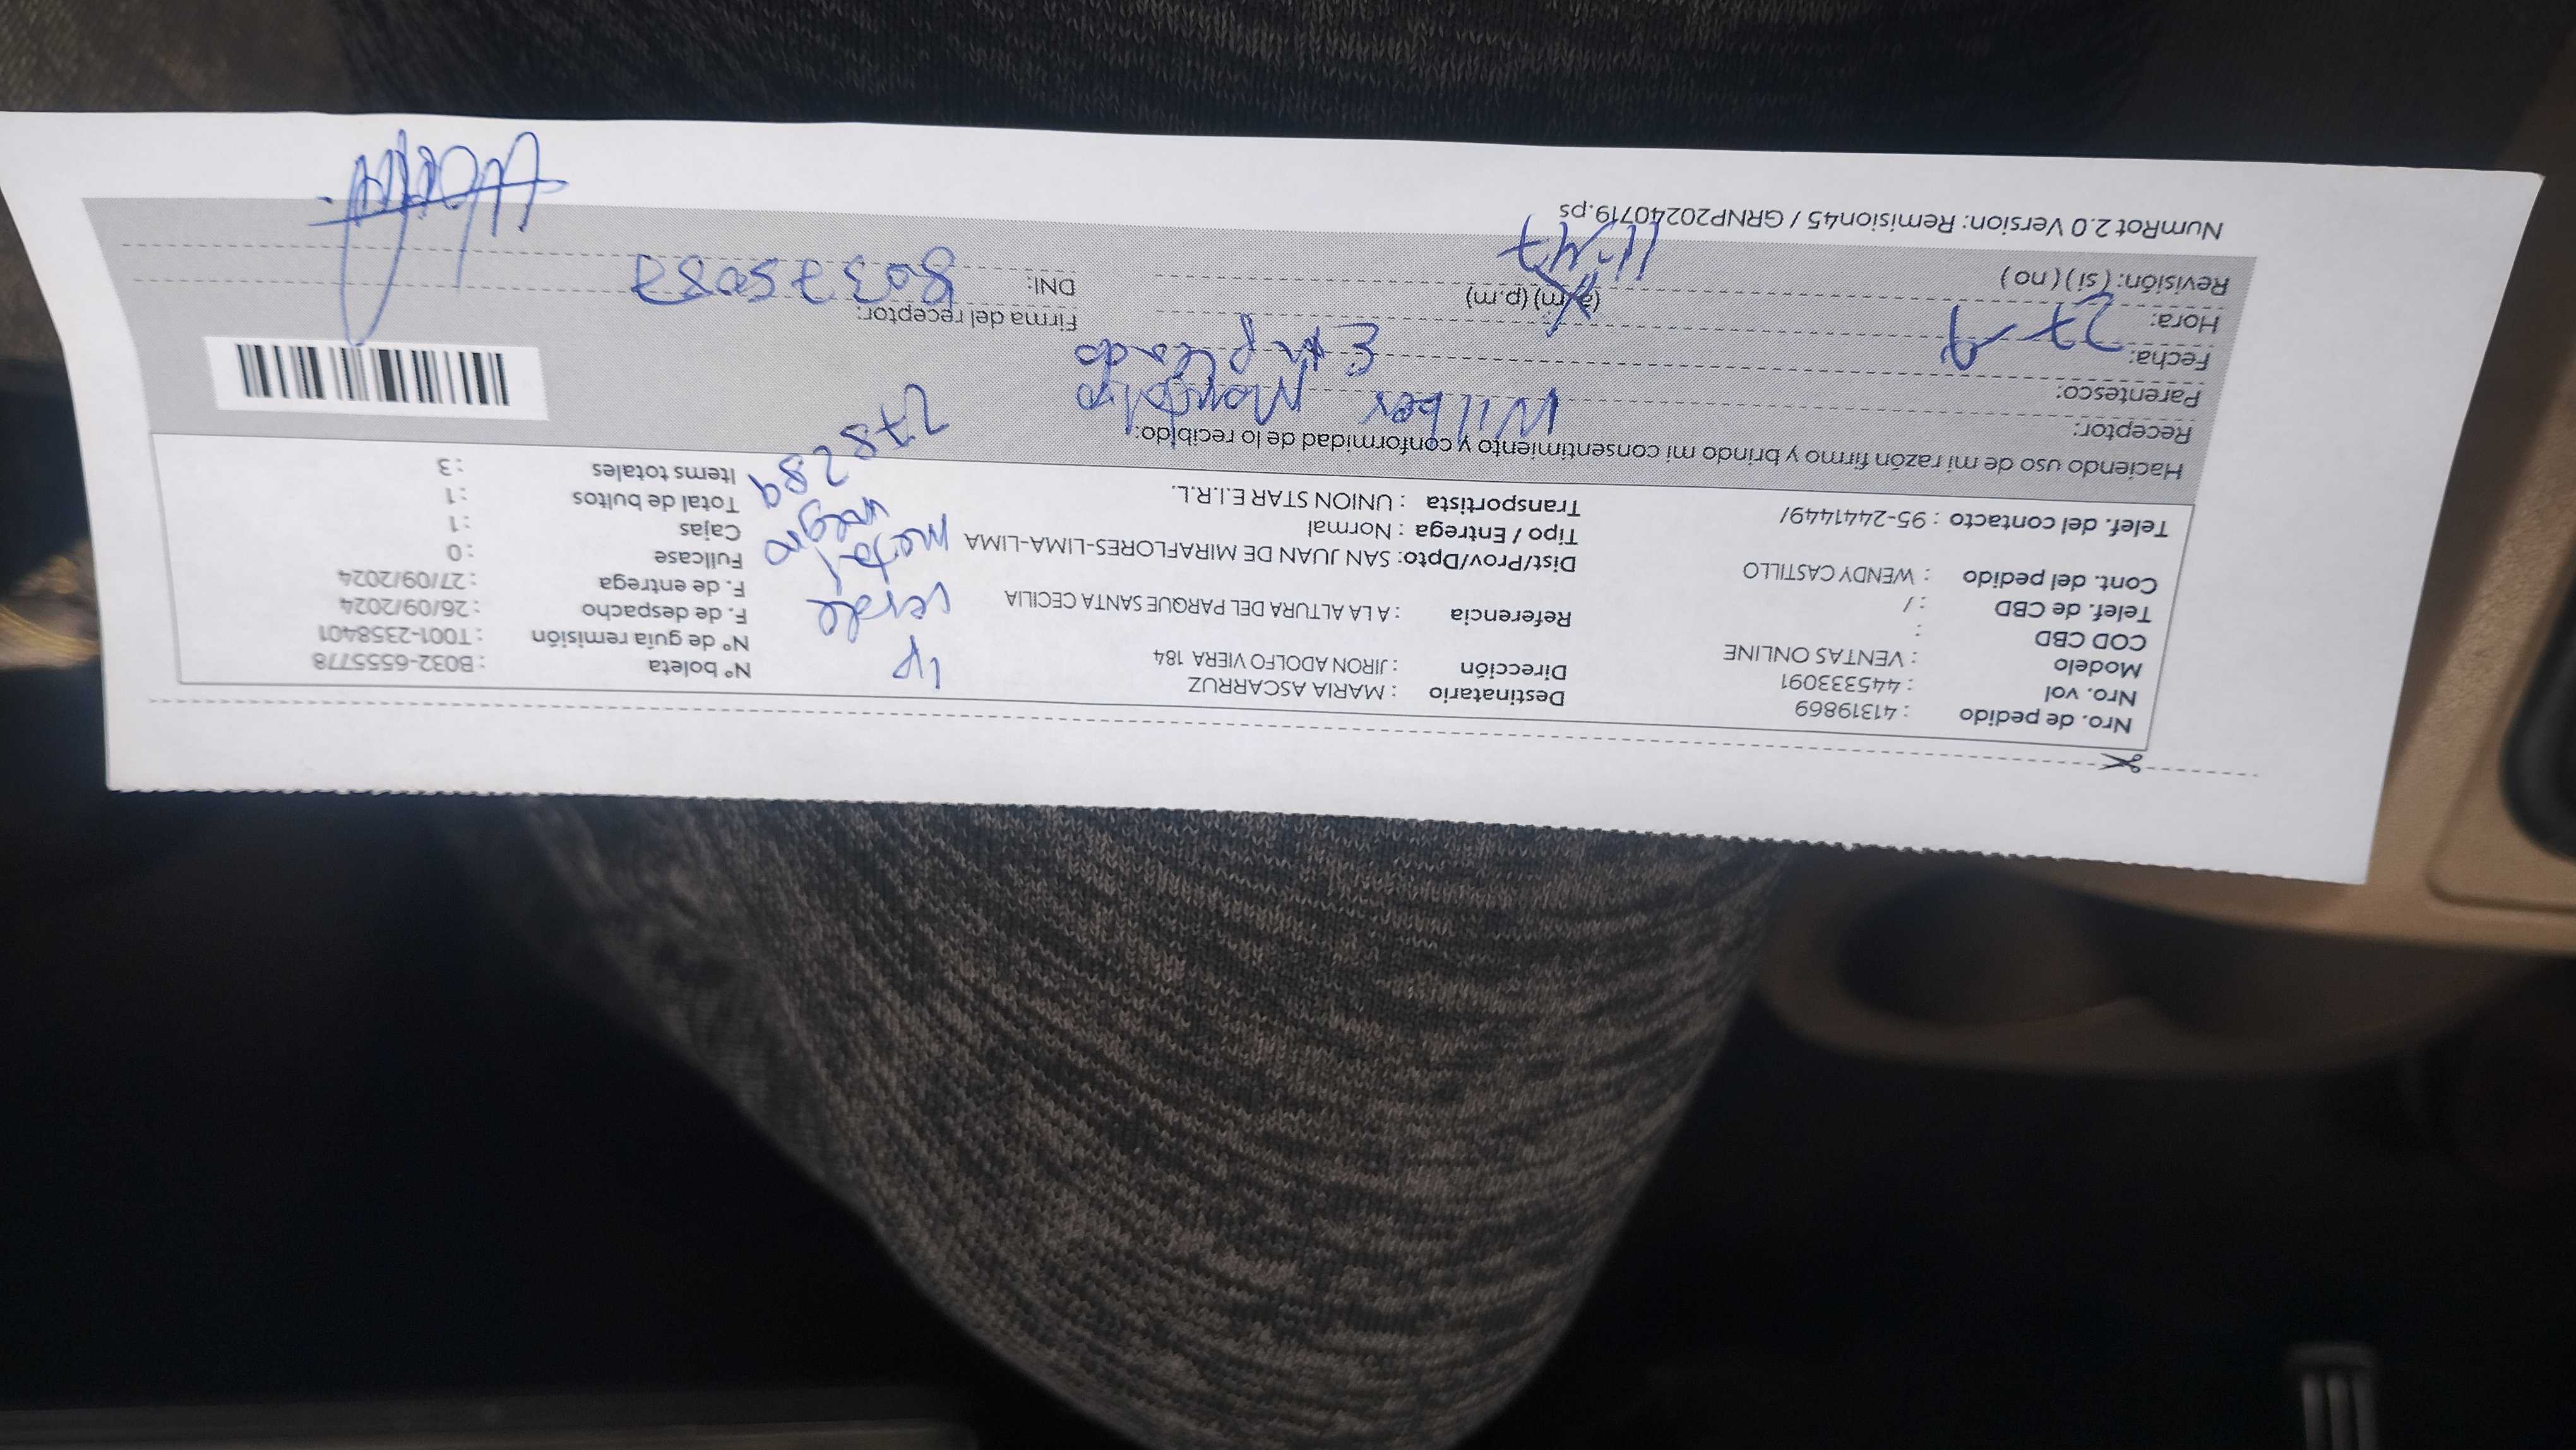 Nro. de pedido : 41319869
Nro. vol : 445333091
Modelo : VENTAS ONLINE
COD CBD :
Telef. de CBD : /
Cont. del pedido : WENDY CASTILLO
Telef. del contacto : 95-2441449/
Destinatario : MARIA ASCARRUZ
Dirección : JIRON ADOLFO VIERA 184
Referencia : A LA ALTURA DEL PARQUE SANTA CECILIA
Dist/Prov/Dpto: SAN JUAN DE MIRAFLORES-LIMA-LIMA
Tipo / Entrega : Normal
Transportista : UNION STAR E.I.R.L.
1p
verde
metal
negro
278289
N° boleta : B032-6555778
N° de guía remisión : T001-2358401
F. de despacho : 26/09/2024
F. de entrega : 27/09/2024
Fullcase : 0
Cajas : 1
Total de bultos : 1
Items totales : 3
Haciendo uso de mi razón firmo y brindo mi consentimiento y conformidad de lo recibido:
Receptor: Wilber
Parentesco: Empleado
Fecha: 27-9
Hora: 11:47 (a.m) (p.m)
Revisión: ( si ) ( no )
Firma del receptor:
DNI: 80375087
NumRot 2.0 Version: Remision45 / GRNP20240719.ps